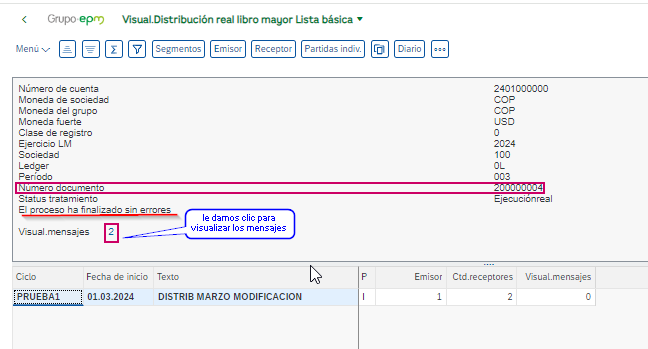 Grupo·epm Visual.Distribución real libro mayor Lista básica
Menú Segmentos Emisor Receptor Partidas indiv. Diario
Número de cuenta 2401000000
Moneda de sociedad COP
Moneda del grupo COP
Moneda fuerte USD
Clase de registro 0
Ejercicio LM 2024
Sociedad 100
Ledger 0L
Período 003
Número documento 200000004
Status tratamiento Ejecuciónreal
El proceso ha finalizado sin errores
le damos clic para
visualizar los mensajes
Visual.mensajes 2
Ciclo Fecha de inicio Texto P Emisor Ctd.receptores Visual.mensajes
PRUEBA1 01.03.2024 DISTRIB MARZO MODIFICACION I 1 2 0